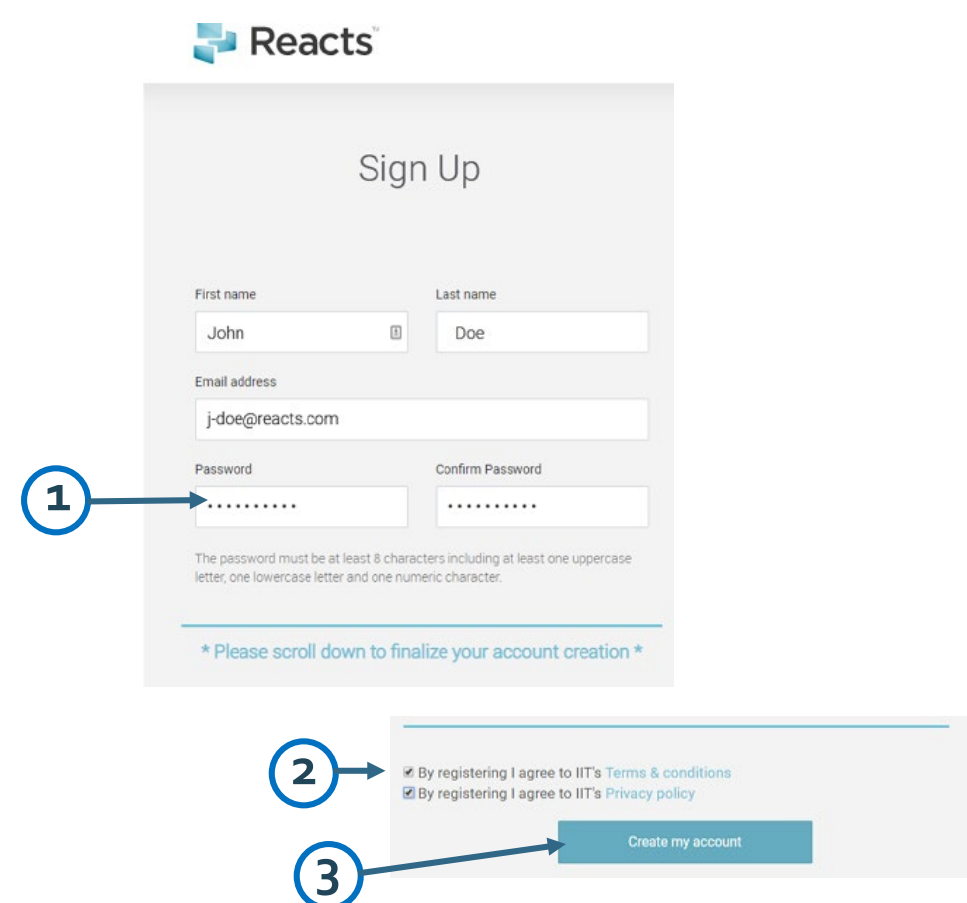 Reacts™
Sign Up
First name Last name
John Doe
Email address
j-doe@reacts.com
Password Confirm Password
1 •••••••••• ••••••••••
The password must be at least 8 characters including at least one uppercase
letter, one lowercase letter and one numeric character.
* Please scroll down to finalize your account creation *
2 By registering I agree to IIT's Terms & conditions
By registering I agree to IIT's Privacy policy
Create my account
3